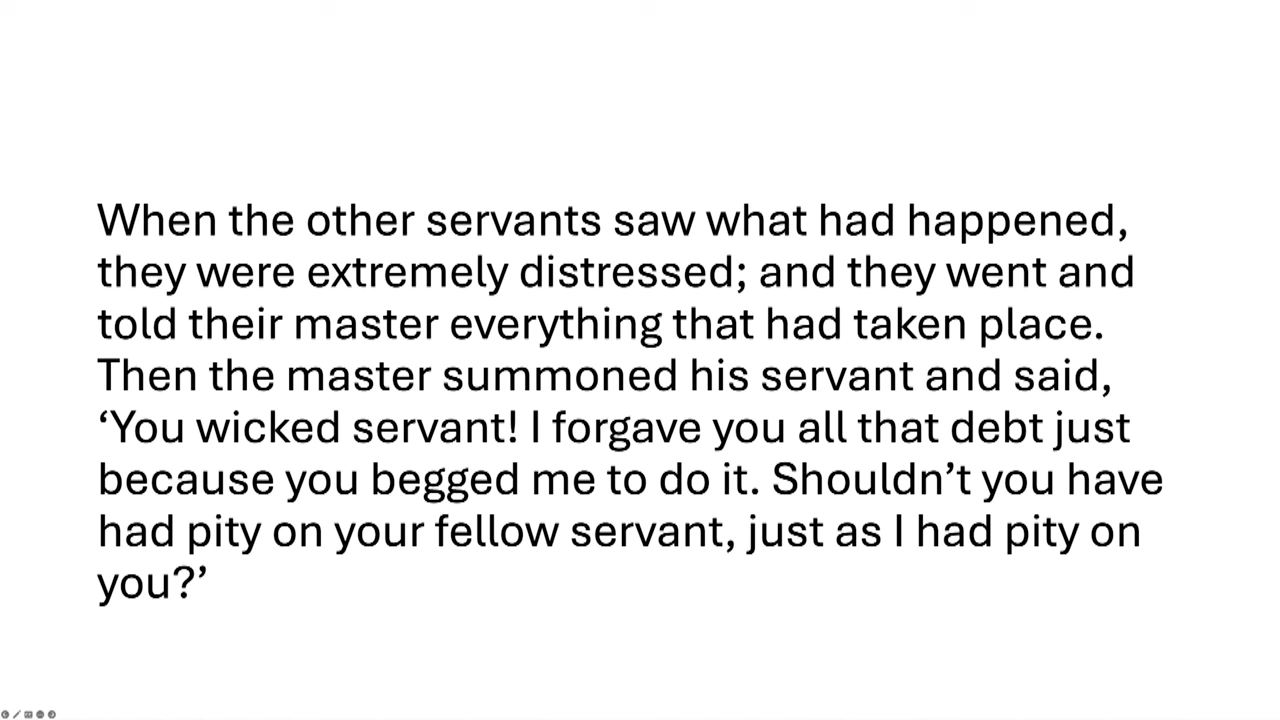 When the other servants saw what had happened,
they were extremely distressed; and they went and
told their master everything that had taken place.
Then the master summoned his servant and said,
‘You wicked servant! I forgave you all that debt just
because you begged me to do it. Shouldn’t you have
had pity on your fellow servant, just as I had pity on
you?’